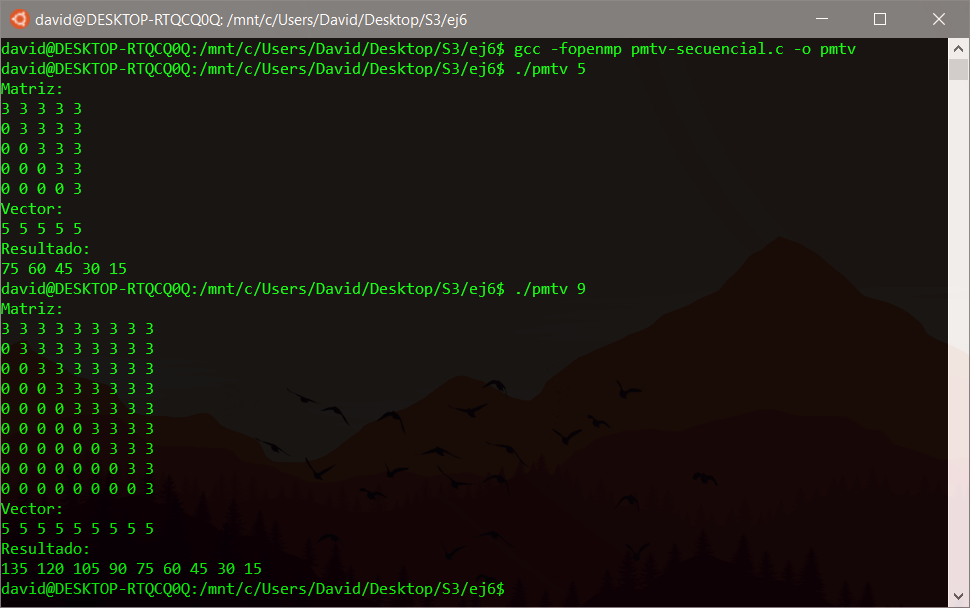 david@DESKTOP-RTQCQ0Q: /mnt/c/Users/David/Desktop/S3/ej6
david@DESKTOP-RTQCQ0Q:/mnt/c/Users/David/Desktop/S3/ej6$ gcc -fopenmp pmtv-secuencial.c -o pmtv
david@DESKTOP-RTQCQ0Q:/mnt/c/Users/David/Desktop/S3/ej6$ ./pmtv 5
Matriz:
3 3 3 3 3
0 3 3 3 3
0 0 3 3 3
0 0 0 3 3
0 0 0 0 3
Vector:
5 5 5 5 5
Resultado:
75 60 45 30 15
david@DESKTOP-RTQCQ0Q:/mnt/c/Users/David/Desktop/S3/ej6$ ./pmtv 9
Matriz:
3 3 3 3 3 3 3 3 3
0 3 3 3 3 3 3 3 3
0 0 3 3 3 3 3 3 3
0 0 0 3 3 3 3 3 3
0 0 0 0 3 3 3 3 3
0 0 0 0 0 3 3 3 3
0 0 0 0 0 0 3 3 3
0 0 0 0 0 0 0 3 3
0 0 0 0 0 0 0 0 3
Vector:
5 5 5 5 5 5 5 5 5
Resultado:
135 120 105 90 75 60 45 30 15
david@DESKTOP-RTQCQ0Q:/mnt/c/Users/David/Desktop/S3/ej6$